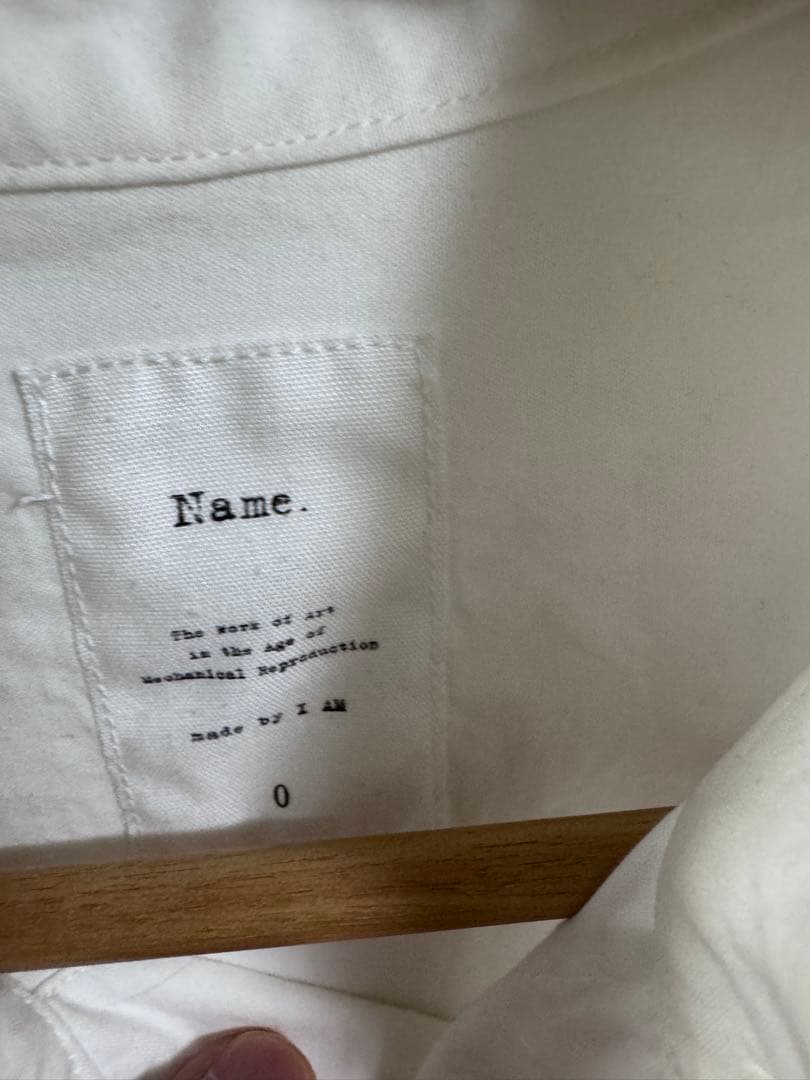 Name.
The Work of Art
in the Age of
Mechanical Reproduction
made by I AM
0